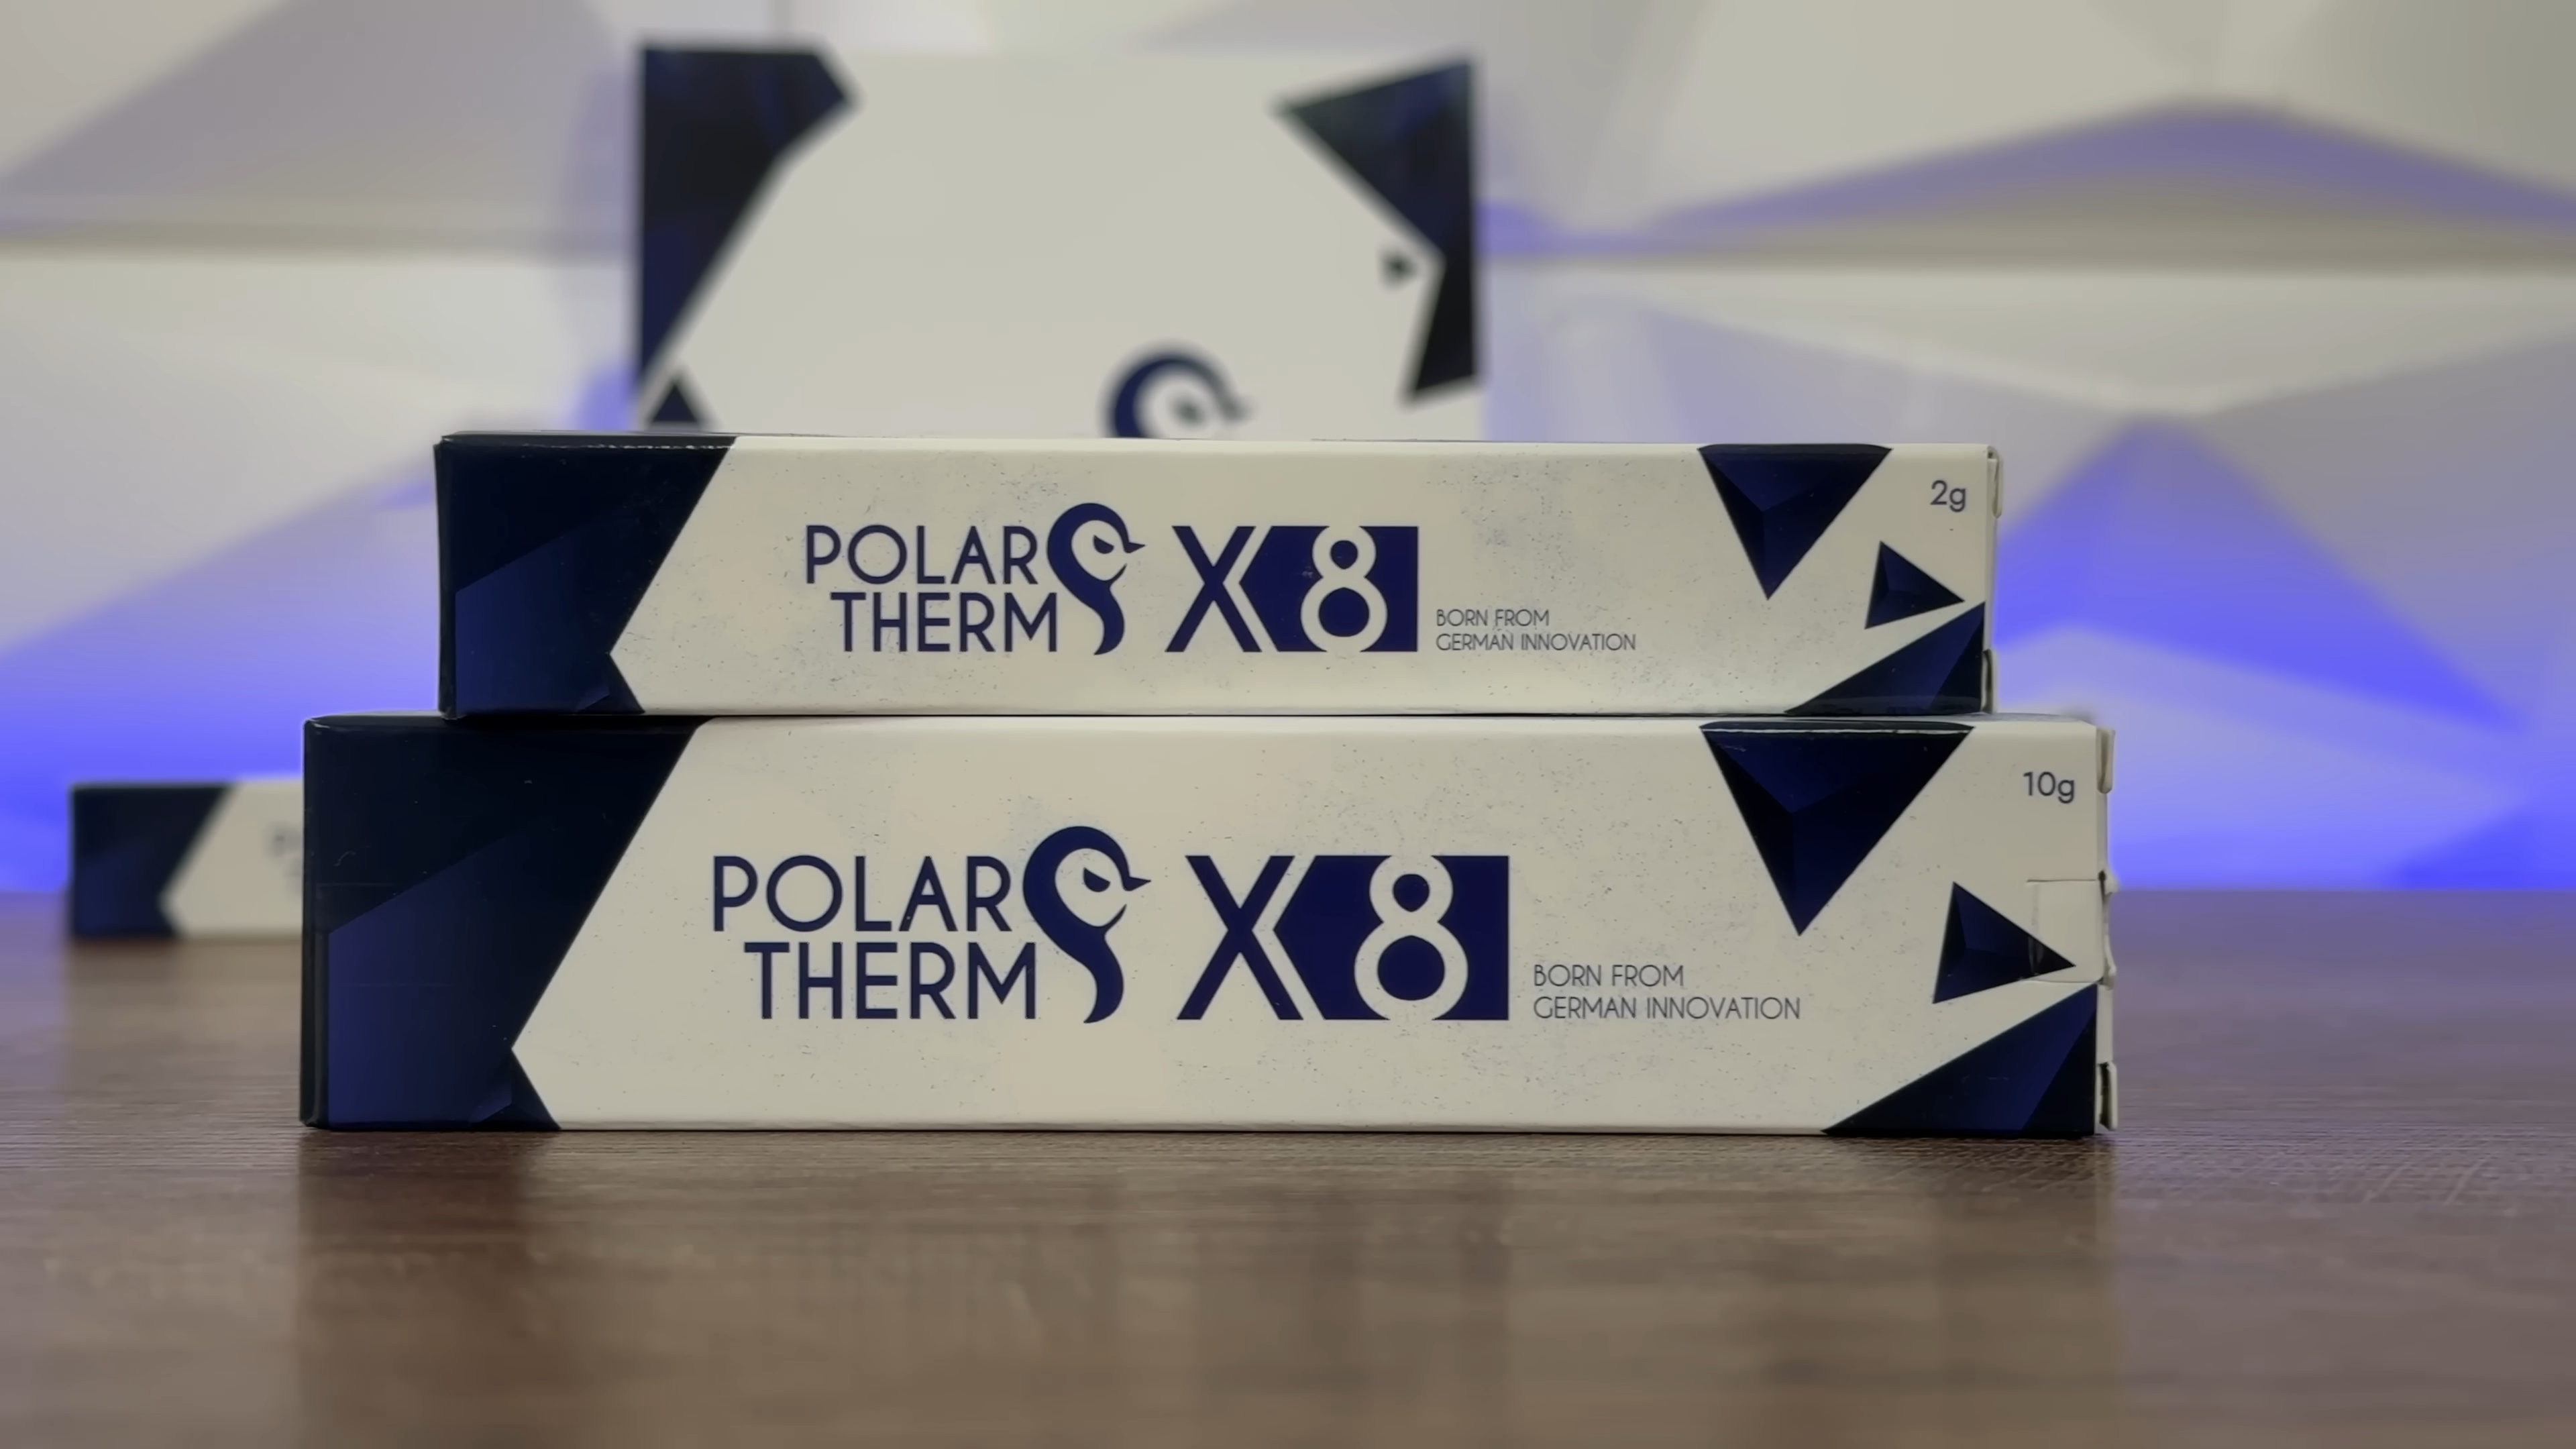 POLAR
THERM
X8
BORN FROM
GERMAN INNOVATION
2g
POLAR
THERM
X8
BORN FROM
GERMAN INNOVATION
10g